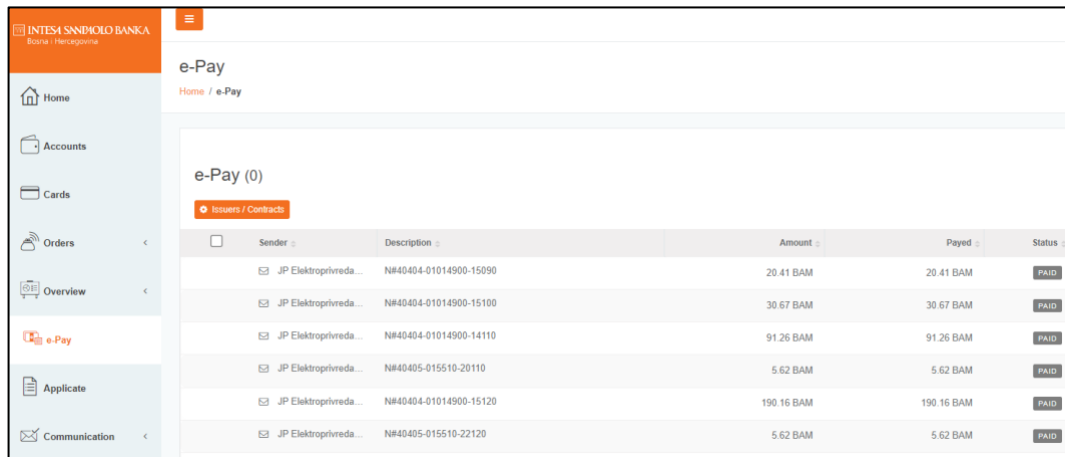 INTESA SANPAOLO BANKA
Bosna i Hercegovina
e-Pay
Home / e-Pay
Home
Accounts
Cards
Orders
Overview
e-Pay
Applicate
Communication
e-Pay (0)
Issuers / Contracts
Sender Description Amount Payed Status
JP Elektroprivreda... N#40404-01014900-15090 20.41 BAM 20.41 BAM PAID
JP Elektroprivreda... N#40404-01014900-15100 30.67 BAM 30.67 BAM PAID
JP Elektroprivreda... N#40404-01014900-14110 91.26 BAM 91.26 BAM PAID
JP Elektroprivreda... N#40405-015510-20110 5.62 BAM 5.62 BAM PAID
JP Elektroprivreda... N#40404-01014900-15120 190.16 BAM 190.16 BAM PAID
JP Elektroprivreda... N#40405-015510-22120 5.62 BAM 5.62 BAM PAID